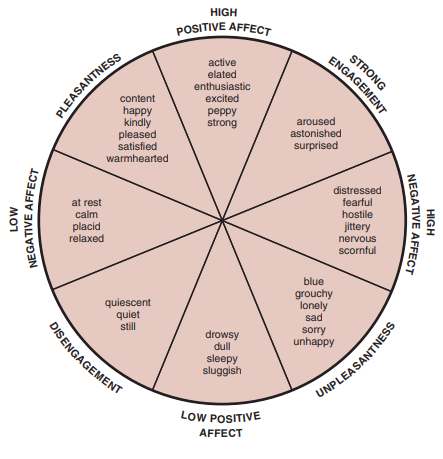 HIGH
POSITIVE AFFECT
active
elated
enthusiastic
excited
peppy
strong
STRONG
ENGAGEMENT
aroused
astonished
surprised
HIGH
NEGATIVE AFFECT
distressed
fearful
hostile
jittery
nervous
scornful
UNPLEASANTNESS
blue
grouchy
lonely
sad
sorry
unhappy
LOW POSITIVE
AFFECT
drowsy
dull
sleepy
sluggish
DISENGAGEMENT
quiescent
quiet
still
LOW
NEGATIVE AFFECT
at rest
calm
placid
relaxed
PLEASANTNESS
content
happy
kindly
pleased
satisfied
warmhearted